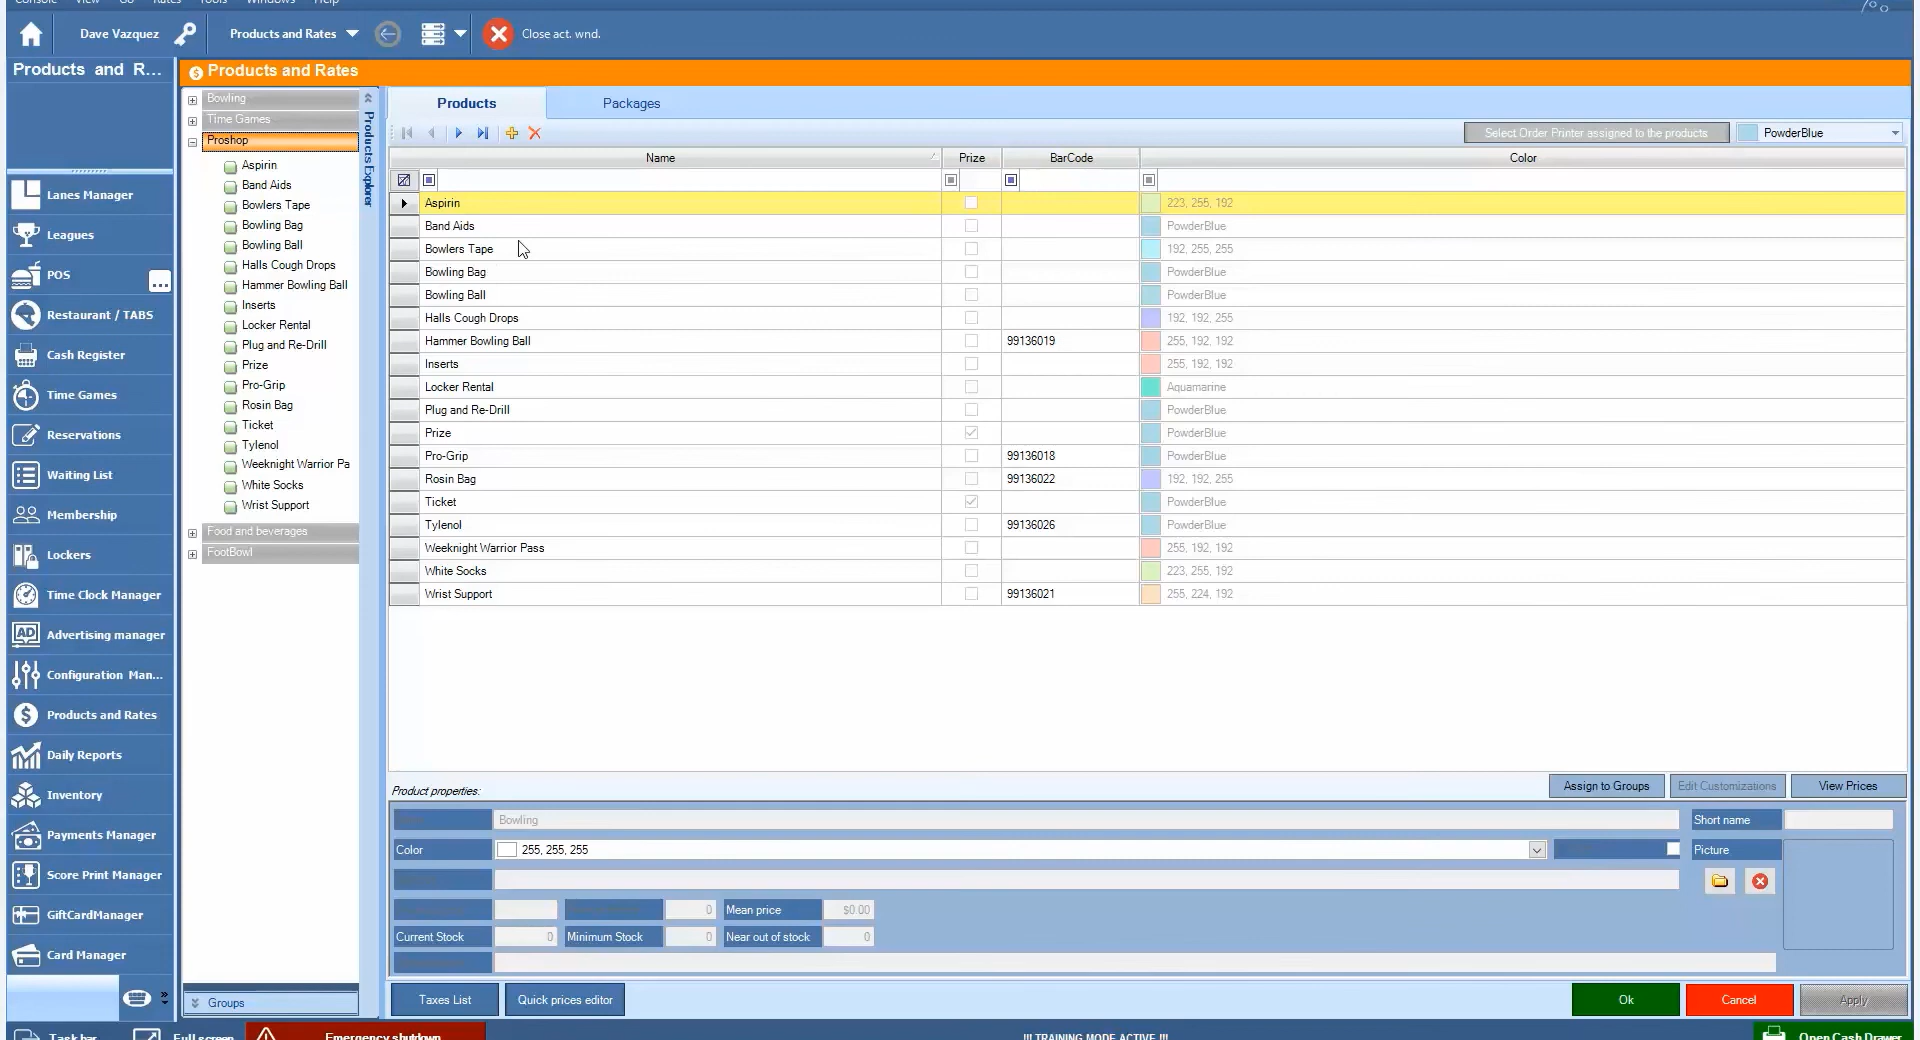 Console View Go Rates Tools Windows Help
Dave Vazquez
Products and Rates
Close act. wnd.
Products and R...
Products and Rates
Lanes Manager
Leagues
POS
...
Restaurant / TABS
Cash Register
Time Games
Reservations
Waiting List
Membership
Lockers
Time Clock Manager
Advertising manager
Configuration Man...
Products and Rates
Daily Reports
Inventory
Payments Manager
Score Print Manager
GiftCardManager
Card Manager
Bowling
Time Games
Proshop
Aspirin
Band Aids
Bowlers Tape
Bowling Bag
Bowling Ball
Halls Cough Drops
Hammer Bowling Ball
Inserts
Locker Rental
Plug and Re-Drill
Prize
Pro-Grip
Rosin Bag
Ticket
Tylenol
Weeknight Warrior Pa
White Socks
Wrist Support
Food and beverages
FootBowl
Groups
Products Explorer
Products
Packages
Select Order Printer assigned to the products
PowderBlue
Name Prize BarCode Color
Aspirin 223, 255, 192
Band Aids PowderBlue
Bowlers Tape 192, 255, 255
Bowling Bag PowderBlue
Bowling Ball PowderBlue
Halls Cough Drops 192, 192, 255
Hammer Bowling Ball 99136019 255, 192, 192
Inserts 255, 192, 192
Locker Rental Aquamarine
Plug and Re-Drill PowderBlue
Prize PowderBlue
Pro-Grip 99136018 PowderBlue
Rosin Bag 99136022 192, 192, 255
Ticket PowderBlue
Tylenol 99136026 PowderBlue
Weeknight Warrior Pass 255, 192, 192
White Socks 223, 255, 192
Wrist Support 99136021 255, 224, 192
Product properties:
Assign to Groups
Edit Customizations
View Prices
Bowling
Short name
Color 255, 255, 255
Picture
0 Mean price $0.00
Current Stock 0 Minimum Stock 0 Near out of stock 0
Taxes List
Quick prices editor
Ok
Cancel
Apply
Task bar
Full screen
Emergency shutdown
!!! TRAINING MODE ACTIVE !!!
Open Cash Drawer